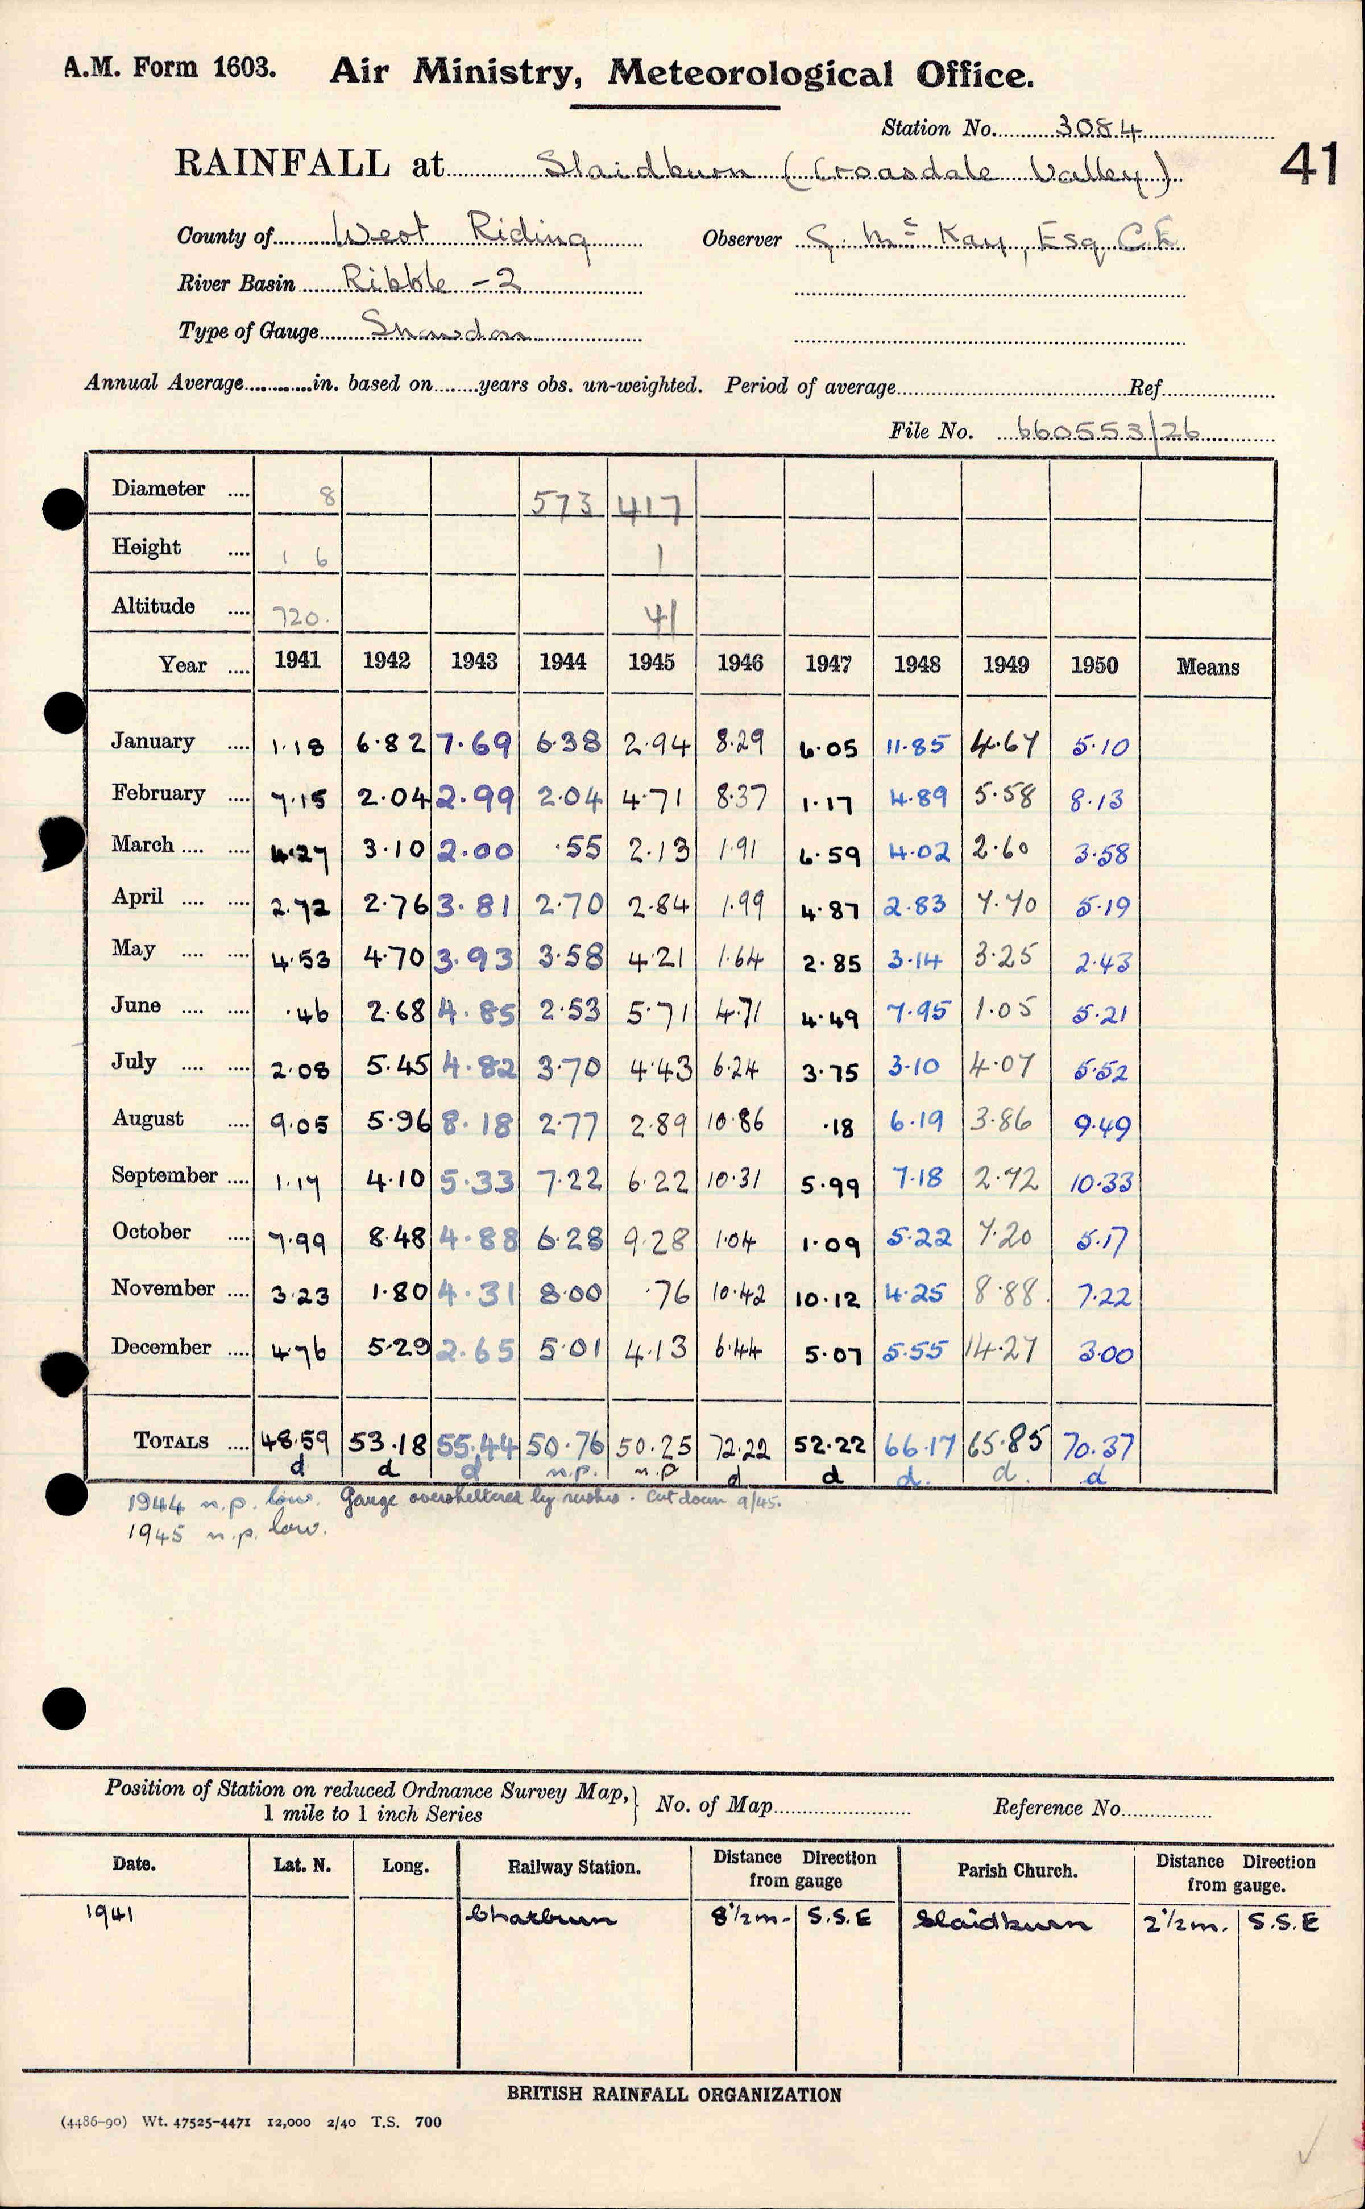 A.M. Form 1603. Air Ministry, Meteorological Office.
Station No. 3084
41
RAINFALL at Slaidburn (Croasdale Valley)
County of West Riding Observer G. Mc Kay, Esq C.E.
River Basin Ribble -2
Type of Gauge Snowdon
Annual Average in. based on years obs. un-weighted. Period of average Ref
File No. 660553/26
Diameter .... 8 573 417
Height .... 1 6 1
Altitude .... 720. 41
Year .... 1941 1942 1943 1944 1945 1946 1947 1948 1949 1950 Means
January .... 1.18 6.82 7.69 6.38 2.94 8.29 6.05 11.85 4.67 5.10
February .... 7.15 2.04 2.99 2.04 4.71 8.37 1.17 4.89 5.58 8.13
March .... .... 4.27 3.10 2.00 .55 2.13 1.91 6.59 4.02 2.60 3.58
April .... .... 2.72 2.76 3.81 2.70 2.84 1.99 4.87 2.83 7.70 5.19
May .... .... 4.53 4.70 3.93 3.58 4.21 1.64 2.85 3.14 3.25 2.43
June .... .... .46 2.68 4.85 2.53 5.71 4.71 4.49 7.95 1.05 5.21
July .... .... 2.08 5.45 4.82 3.70 4.43 6.24 3.75 3.10 4.07 5.52
August .... 9.05 5.96 8.18 2.77 2.89 10.86 .18 6.19 3.86 9.49
September .... 1.17 4.10 5.33 7.22 6.22 10.31 5.99 7.18 2.72 10.33
October .... 7.99 8.48 4.88 6.28 9.28 1.04 1.09 5.22 7.20 5.17
November .... 3.23 1.80 4.31 8.00 .76 10.42 10.12 4.25 8.88 7.22
December .... 4.76 5.29 2.65 5.01 4.13 6.44 5.07 5.55 14.27 3.00
TOTALS .... 48.59 53.18 55.44 50.76 50.25 72.22 52.22 66.17 65.85 70.37
d d d n.p. n.p d d d. d. d
1944 n.p. low. Gauge oversheltered by rushes. Cut down 9/45.
1945 n.p. low.
Position of Station on reduced Ordnance Survey Map,} No. of Map Reference No.
1 mile to 1 inch Series
Date. Lat. N. Long. Railway Station. Distance Direction from gauge Parish Church. Distance Direction from gauge.
1941 Chatburn 8½m. S.S.E Slaidburn 2½m. S.S.E
BRITISH RAINFALL ORGANIZATION
(4486-90) Wt. 47525-4471 12,000 2/40 T.S. 700